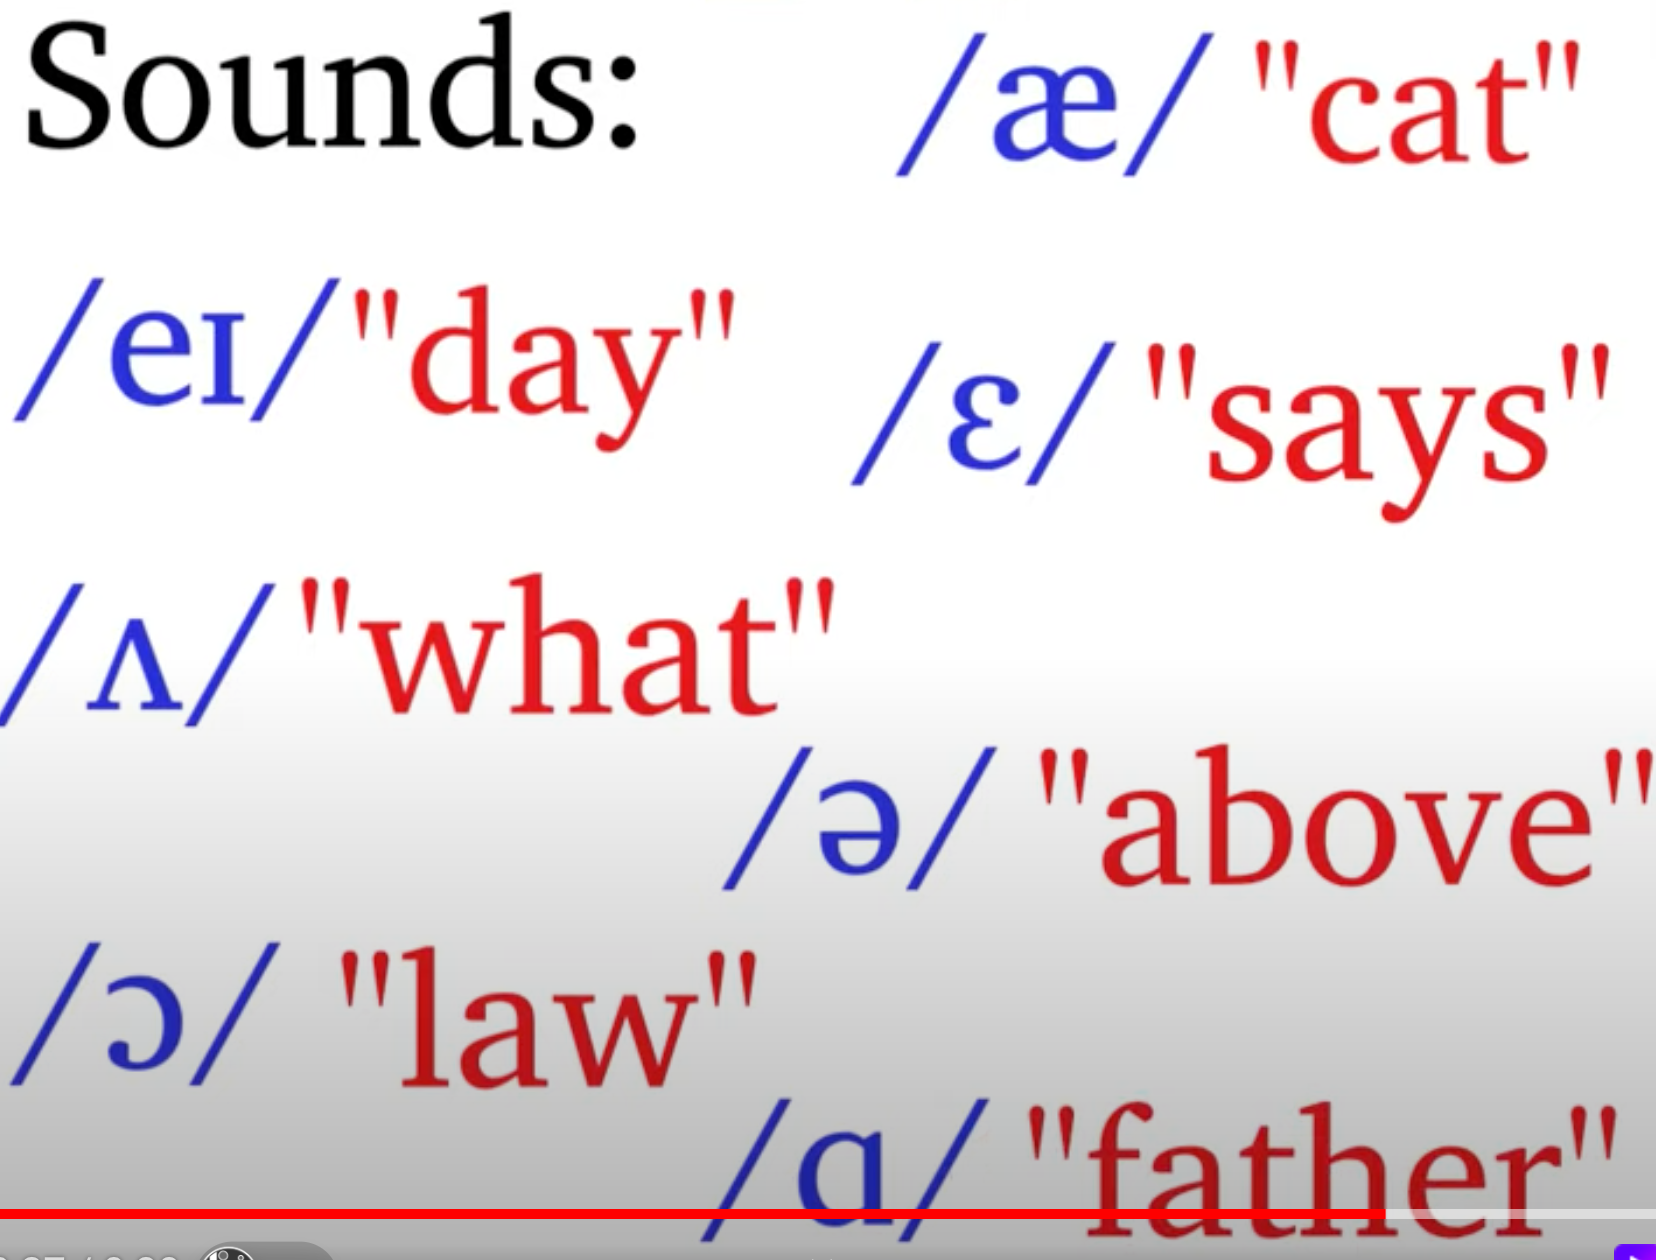 Sounds:
/æ/ "cat"
/eɪ/ "day"
/ɛ/ "says"
/ʌ/ "what"
/ə/ "above"
/ɔ/ "law"
/ɑ/ "father"